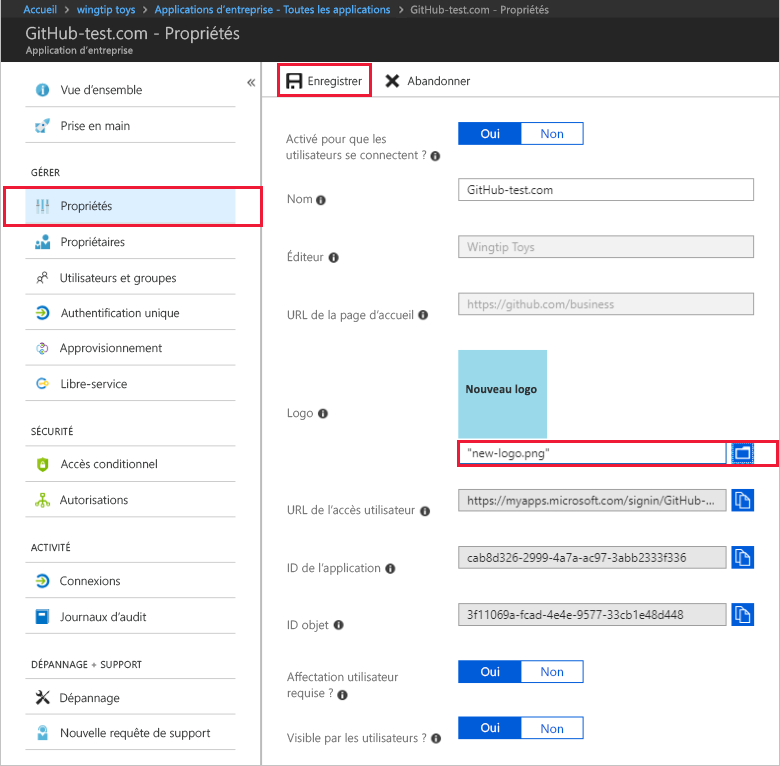 Accueil > wingtip toys > Applications d'entreprise - Toutes les applications > GitHub-test.com - Propriétés
GitHub-test.com - Propriétés
Application d'entreprise
«
Vue d'ensemble
Prise en main
GÉRER
Propriétés
Propriétaires
Utilisateurs et groupes
Authentification unique
Approvisionnement
Libre-service
SÉCURITÉ
Accès conditionnel
Autorisations
ACTIVITÉ
Connexions
Journaux d'audit
DÉPANNAGE + SUPPORT
Dépannage
Nouvelle requête de support
Enregistrer Abandonner
Activé pour que les
utilisateurs se connectent ?
Oui Non
Nom
GitHub-test.com
Éditeur
Wingtip Toys
URL de la page d'accueil
https://github.com/business
Logo
Nouveau logo
"new-logo.png"
URL de l'accès utilisateur
https://myapps.microsoft.com/signin/GitHub-...
ID de l'application
cab8d326-2999-4a7a-ac97-3abb2333f336
ID objet
3f11069a-fcad-4e4e-9577-33cb1e48d448
Affectation utilisateur
requise ?
Oui Non
Visible par les utilisateurs ?
Oui Non